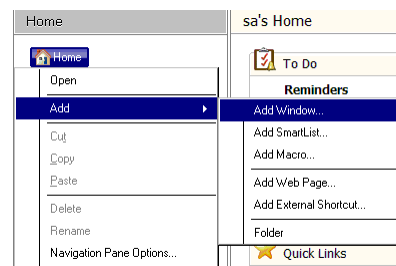 Home
sa's Home
Home
Open
Add
Cut
Copy
Paste
Delete
Rename
Navigation Pane Options...
To Do
Reminders
Add Window...
Add SmartList...
Add Macro...
Add Web Page...
Add External Shortcut...
Folder
Quick Links